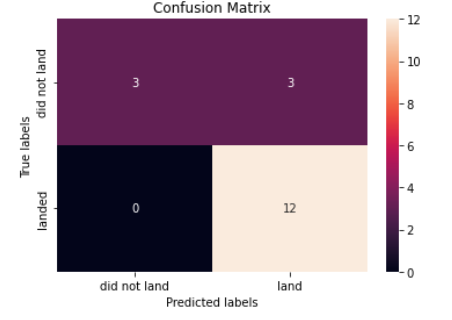 Confusion Matrix
True labels
did not land
landed
3 3
0 12
did not land land
Predicted labels
12
10
8
6
4
2
0